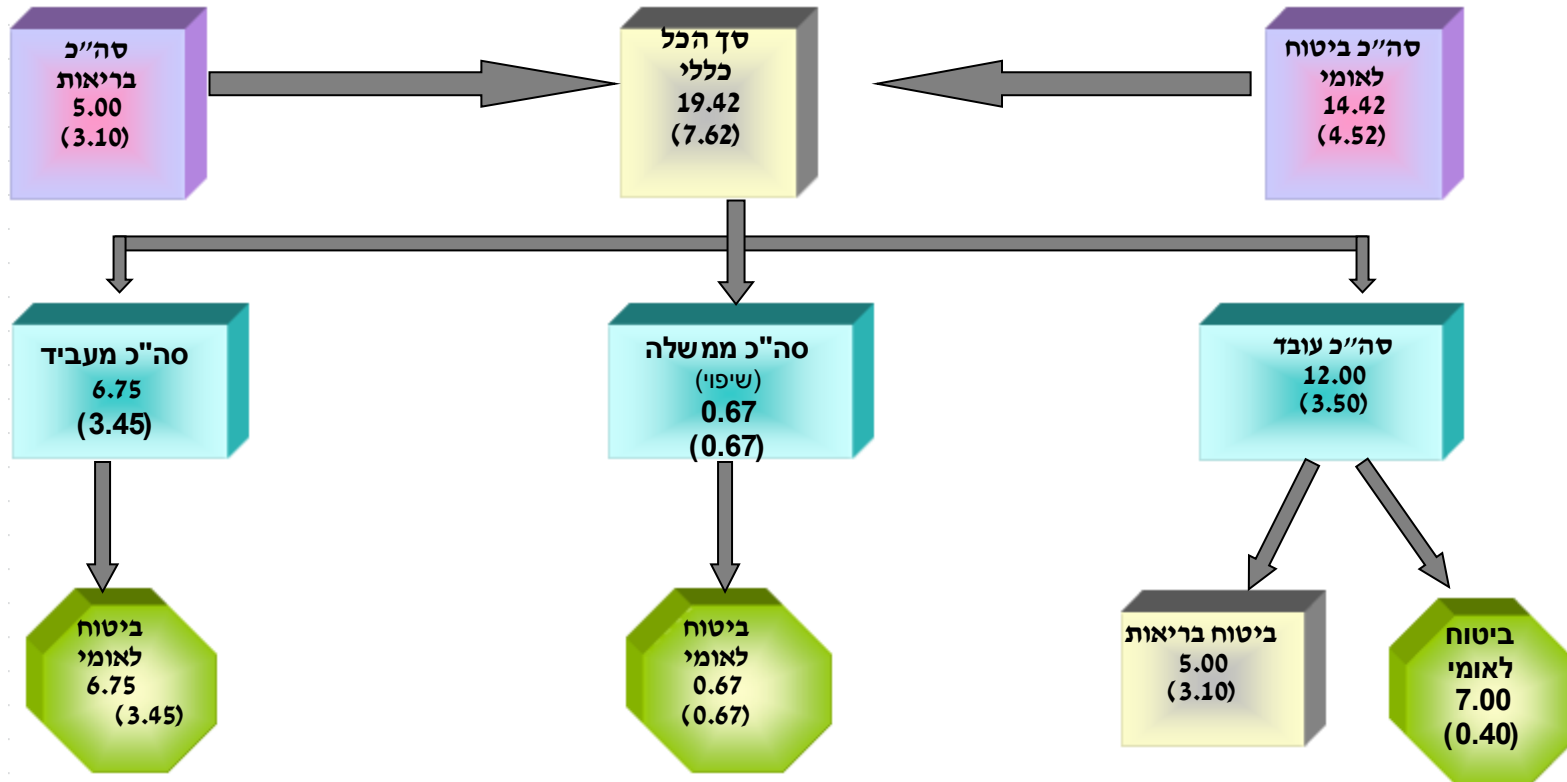 סה״כ ביטוח
לאומי
14.42
(4.52)
סך הכל
כללי
19.42
(7.62)
סה״כ
בריאות
5.00
(3.10)
סה״כ עובד
12.00
(3.50)
סה"כ ממשלה
(שיפוי)
0.67
(0.67)
סה"כ מעביד
6.75
(3.45)
ביטוח
לאומי
7.00
(0.40)
ביטוח בריאות
5.00
(3.10)
ביטוח
לאומי
0.67
(0.67)
ביטוח
לאומי
6.75
(3.45)